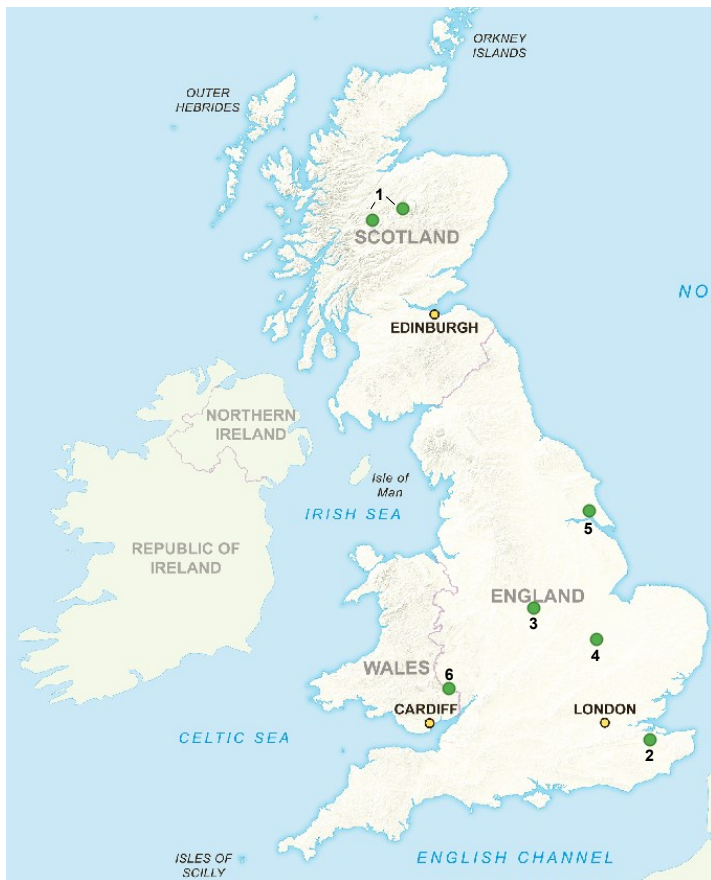 ORKNEY
ISLANDS
OUTER
HEBRIDES
1
SCOTLAND
NO
EDINBURGH
NORTHERN
IRELAND
Isle of
Man
IRISH SEA
5
REPUBLIC OF
IRELAND
ENGLAND
3
4
WALES
6
CARDIFF
LONDON
CELTIC SEA
2
ISLES OF
SCILLY
ENGLISH CHANNEL